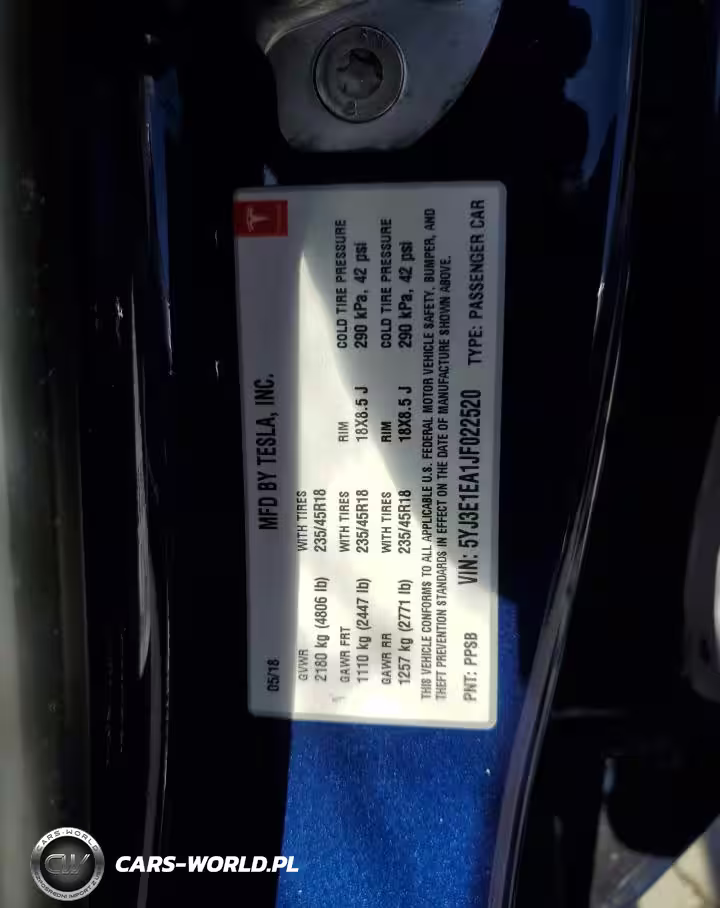 MFD BY TESLA, INC.
05/18
GVWR WITH TIRES
2180 kg (4806 lb) 235/45R18
GAWR FRT WITH TIRES RIM COLD TIRE PRESSURE
1110 kg (2447 lb) 235/45R18 18X8.5 J 290 kPa, 42 psi
GAWR RR WITH TIRES RIM COLD TIRE PRESSURE
1257 kg (2771 lb) 235/45R18 18X8.5 J 290 kPa, 42 psi
THIS VEHICLE CONFORMS TO ALL APPLICABLE U.S. FEDERAL MOTOR VEHICLE SAFETY, BUMPER, AND
THEFT PREVENTION STANDARDS IN EFFECT ON THE DATE OF MANUFACTURE SHOWN ABOVE.
PNT: PPSB VIN: 5YJ3E1EA1JF022520 TYPE: PASSENGER CAR
CARS-WORLD
CW
CARS-WORLD.PL